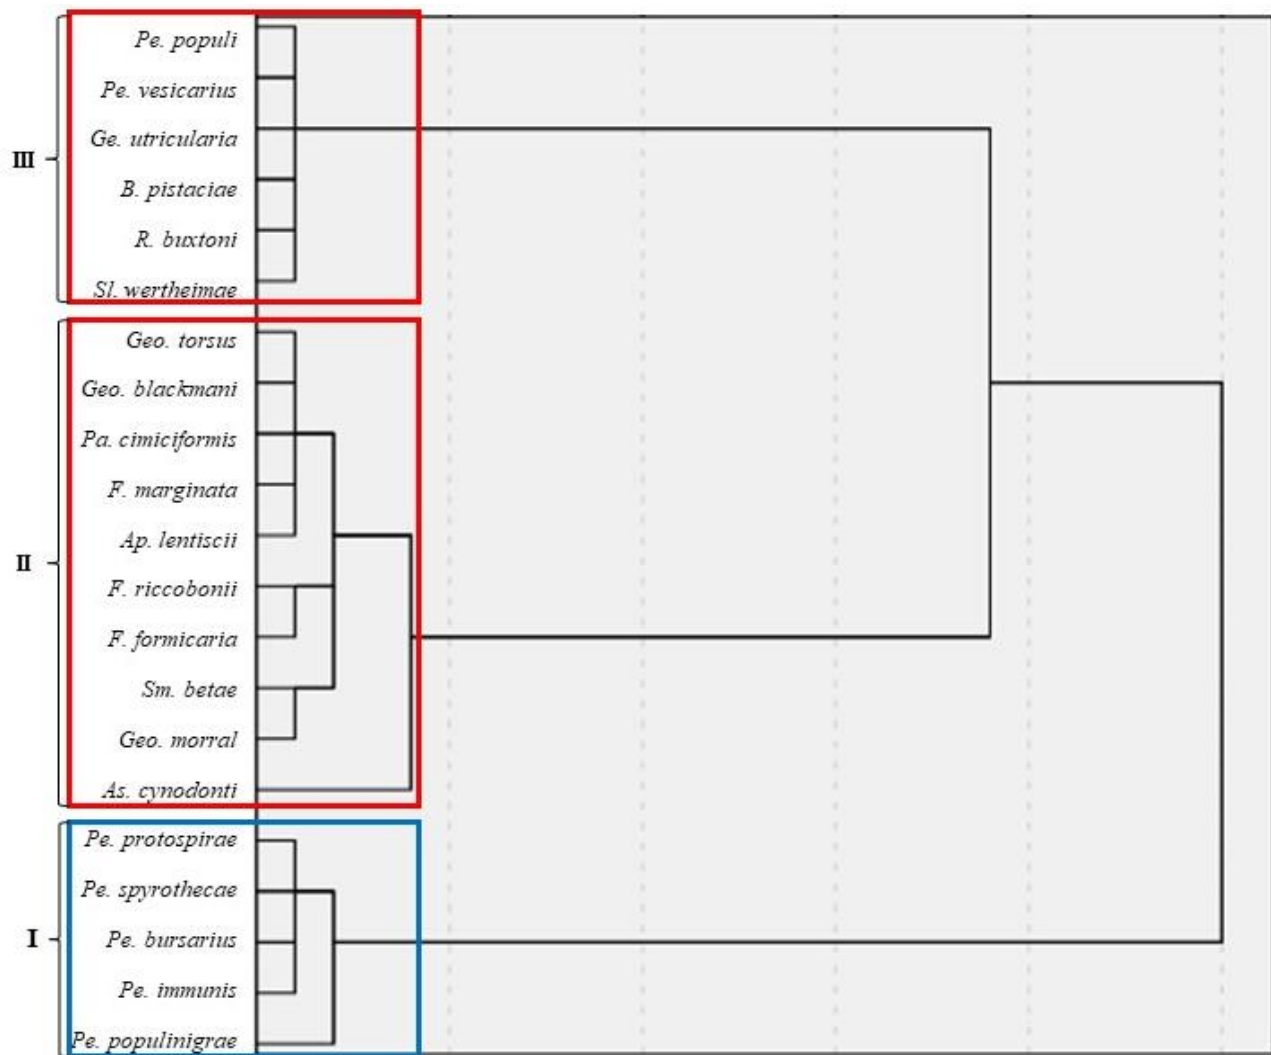 Pe. populi
Pe. vesicarius
Ge. utricularia
III
B. pistaciae
R. buxtoni
Sl. wertheimae
Geo. torsus
Geo. blackmani
Pa. cimiciformis
F. marginata
Ap. lentiscii
II
F. riccobonii
F. formicaria
Sm. betae
Geo. morral
As. cynodonti
Pe. protospirae
Pe. spyrothecae
I
Pe. bursarius
Pe. immunis
Pe. populinigrae